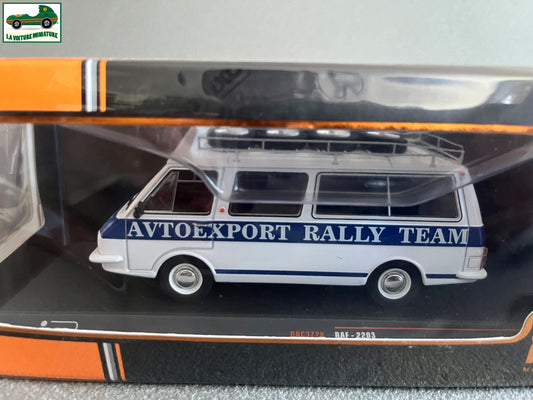 LA VOITURE MINIATURE
AVTOEXPORT RALLY TEAM
RAF - 2203